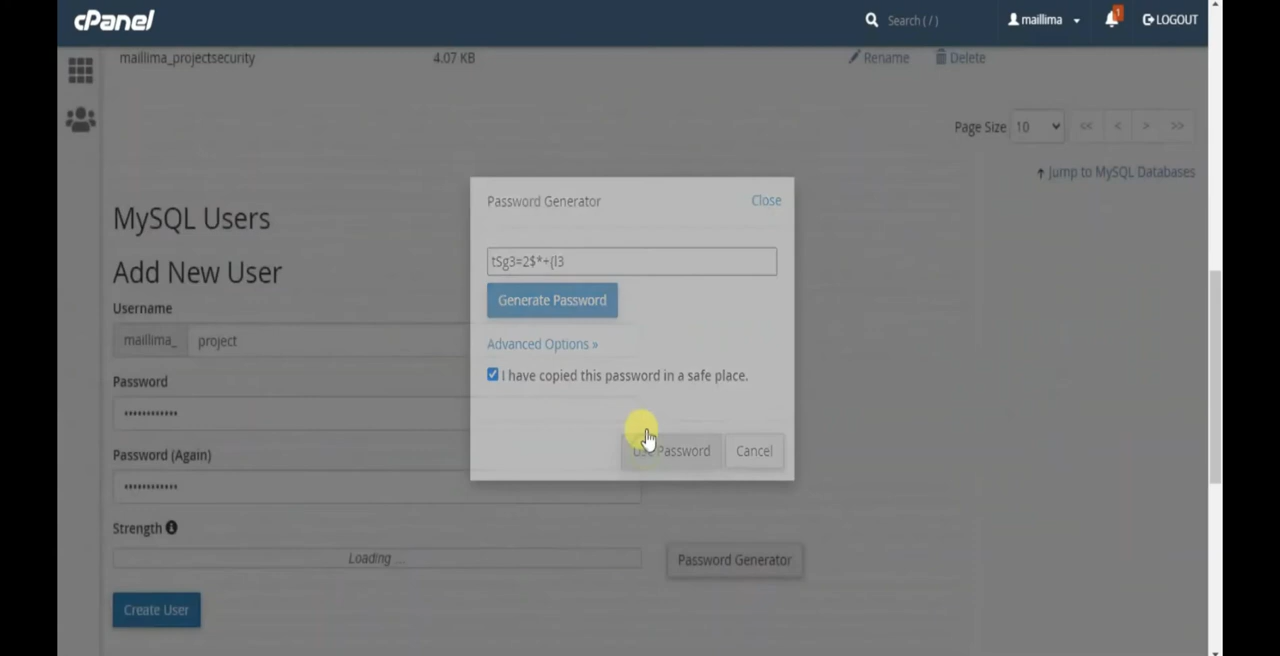 cPanel
Search ( / )
maillima
1
LOGOUT
maillima_projectsecurity 4.07 KB Rename Delete
Page Size 10 << < > >>
Jump to MySQL Databases
MySQL Users
Add New User
Username
maillima_ project
Password
••••••••••••
Password (Again)
••••••••••••
Strength
Loading ...
Password Generator
Create User
Password Generator Close
tSg3=2$*+(l3
Generate Password
Advanced Options »
I have copied this password in a safe place.
Use Password Cancel